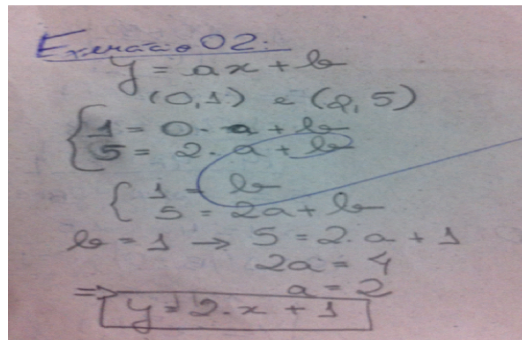 Exercício 02:
y = ax + b
(0,1) e (2,5)
1 = 0. a + b
5 = 2. a + b
1 = b
5 = 2a + b
b = 1 → 5 = 2. a + 1
2a = 4
a = 2
⇒ y = 2. x + 1